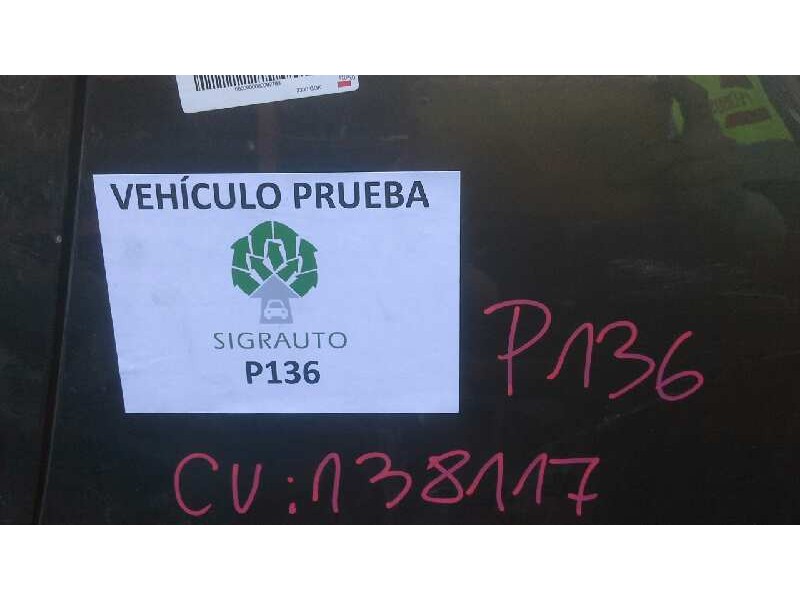 VEHÍCULO PRUEBA
SIGRAUTO
P136
P136
CV:138117